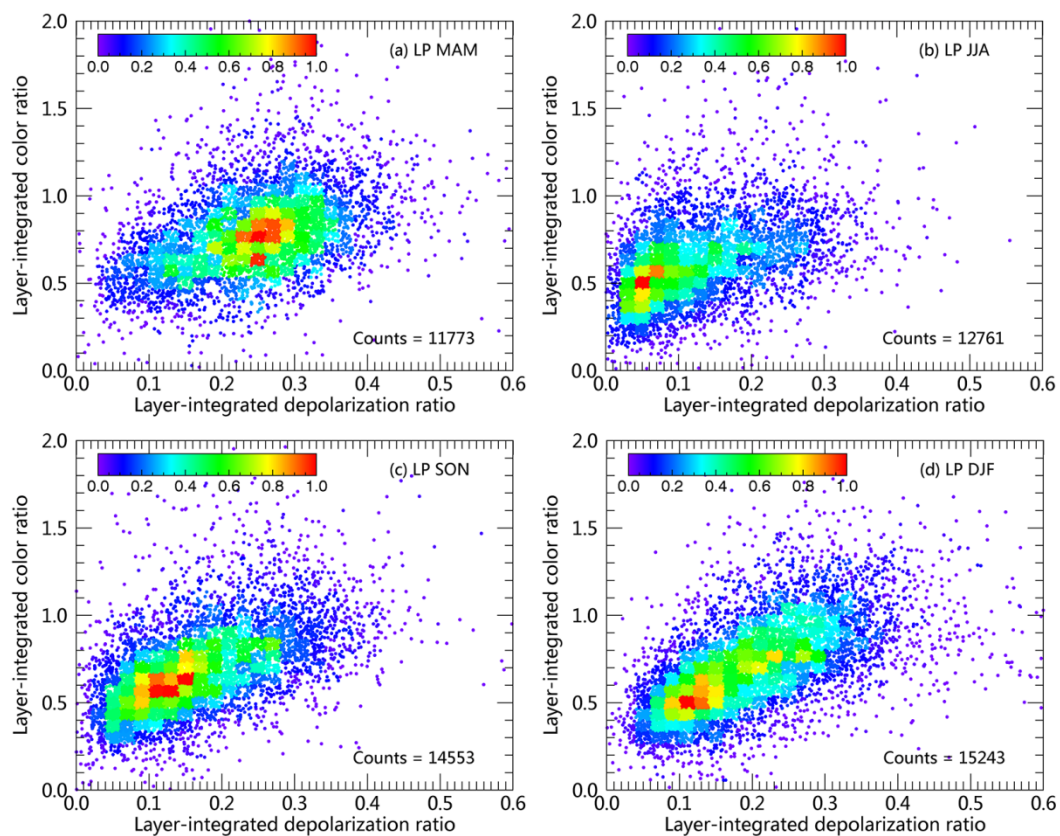 2.0
(a) LP MAM
0.0 0.2 0.4 0.6 0.8 1.0
1.5
1.0
0.5
0.0
Layer-integrated color ratio
Counts = 11773
0.0 0.1 0.2 0.3 0.4 0.5 0.6
Layer-integrated depolarization ratio
2.0
(b) LP JJA
0.0 0.2 0.4 0.6 0.8 1.0
1.5
1.0
0.5
0.0
Layer-integrated color ratio
Counts = 12761
0.0 0.1 0.2 0.3 0.4 0.5 0.6
Layer-integrated depolarization ratio
2.0
(c) LP SON
0.0 0.2 0.4 0.6 0.8 1.0
1.5
1.0
0.5
0.0
Layer-integrated color ratio
Counts = 14553
0.0 0.1 0.2 0.3 0.4 0.5 0.6
Layer-integrated depolarization ratio
2.0
(d) LP DJF
0.0 0.2 0.4 0.6 0.8 1.0
1.5
1.0
0.5
0.0
Layer-integrated color ratio
Counts = 15243
0.0 0.1 0.2 0.3 0.4 0.5 0.6
Layer-integrated depolarization ratio